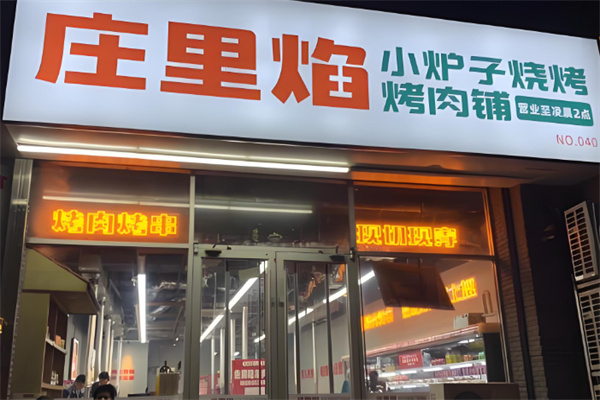 庄里焰
小炉子烧烤
烤肉铺
营业至凌晨2点
NO.040
烤肉烤串
现切现穿